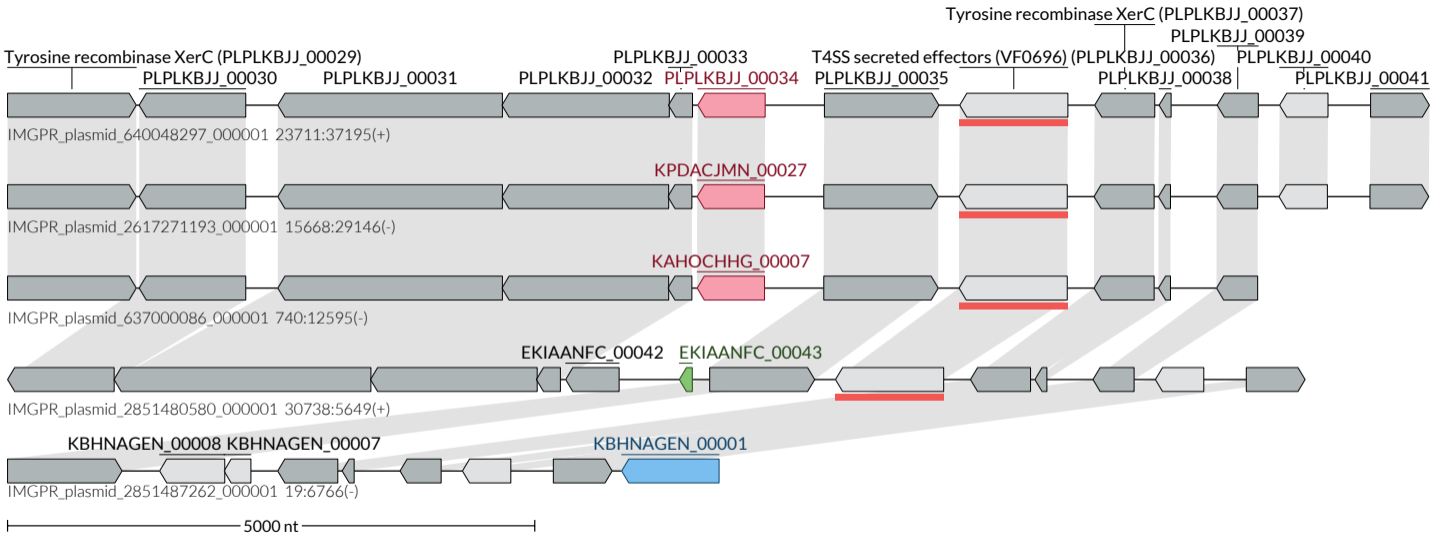 Tyrosine recombinase XerC (PLPLKBJJ_00037)
PLPLKBJJ_00039
Tyrosine recombinase XerC (PLPLKBJJ_00029) PLPLKBJJ_00033 T4SS secreted effectors (VF0696) (PLPLKBJJ_00036) PLPLKBJJ_00040
PLPLKBJJ_00030 PLPLKBJJ_00031 PLPLKBJJ_00032 PLPLKBJJ_00034 PLPLKBJJ_00035 PLPLKBJJ_00038 PLPLKBJJ_00041
IMGPR_plasmid_640048297_000001 23711:37195(+)
KPDACJMN_00027
IMGPR_plasmid_2617271193_000001 15668:29146(-)
KAHOCHHG_00007
IMGPR_plasmid_637000086_000001 740:12595(-)
EKIAANFC_00042 EKIAANFC_00043
IMGPR_plasmid_2851480580_000001 30738:5649(+)
KBHNAGEN_00008 KBHNAGEN_00007 KBHNAGEN_00001
IMGPR_plasmid_2851487262_000001 19:6766(-)
5000 nt